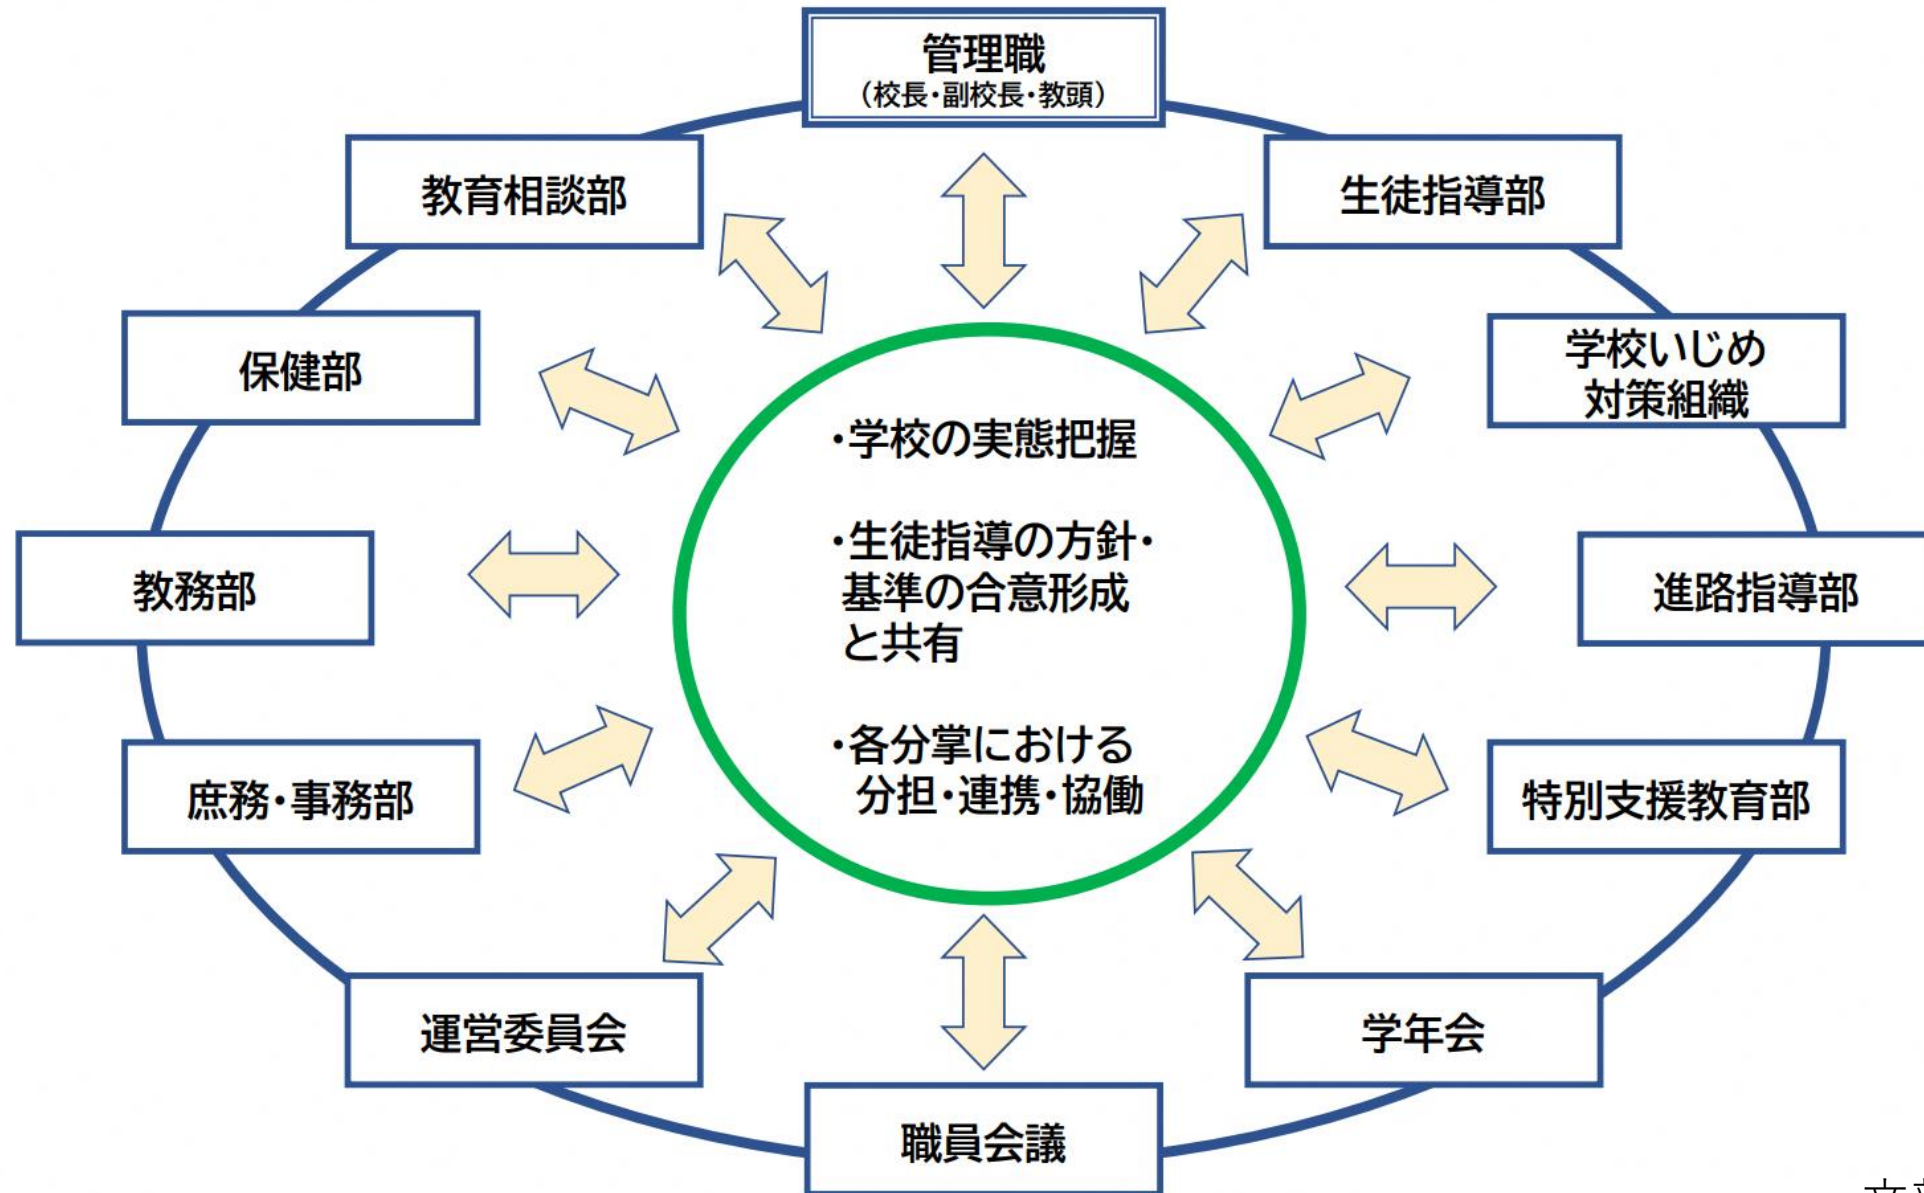 管理職
(校長・副校長・教頭)
教育相談部
生徒指導部
保健部
学校いじめ
対策組織
・学校の実態把握
・生徒指導の方針・
基準の合意形成
と共有
・各分掌における
分担・連携・協働
教務部
進路指導部
庶務・事務部
特別支援教育部
運営委員会
学年会
職員会議